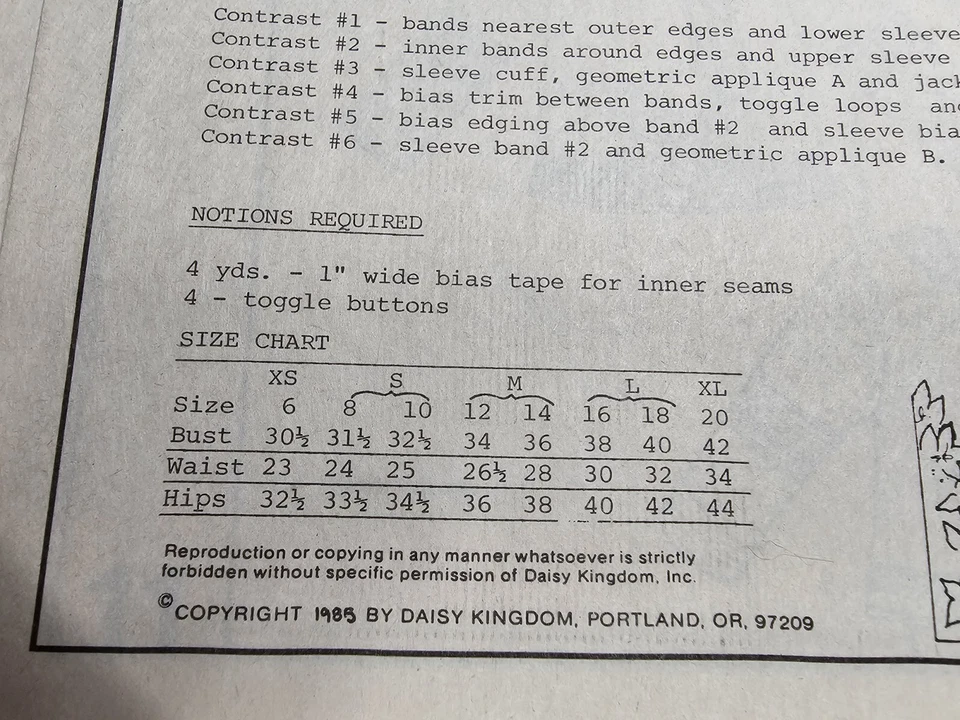 Contrast #1 - bands nearest outer edges and lower sleeve
Contrast #2 - inner bands around edges and upper sleeve
Contrast #3 - sleeve cuff, geometric applique A and jack
Contrast #4 - bias trim between bands, toggle loops an
Contrast #5 - bias edging above band #2 and sleeve bia
Contrast #6 - sleeve band #2 and geometric applique B.
NOTIONS REQUIRED
4 yds. - 1" wide bias tape for inner seams
4 - toggle buttons
SIZE CHART
XS S M L XL
Size 6 8 10 12 14 16 18 20
Bust 30½ 31½ 32½ 34 36 38 40 42
Waist 23 24 25 26½ 28 30 32 34
Hips 32½ 33½ 34½ 36 38 40 42 44
Reproduction or copying in any manner whatsoever is strictly
forbidden without specific permission of Daisy Kingdom, Inc.
©COPYRIGHT 1985 BY DAISY KINGDOM, PORTLAND, OR, 97209